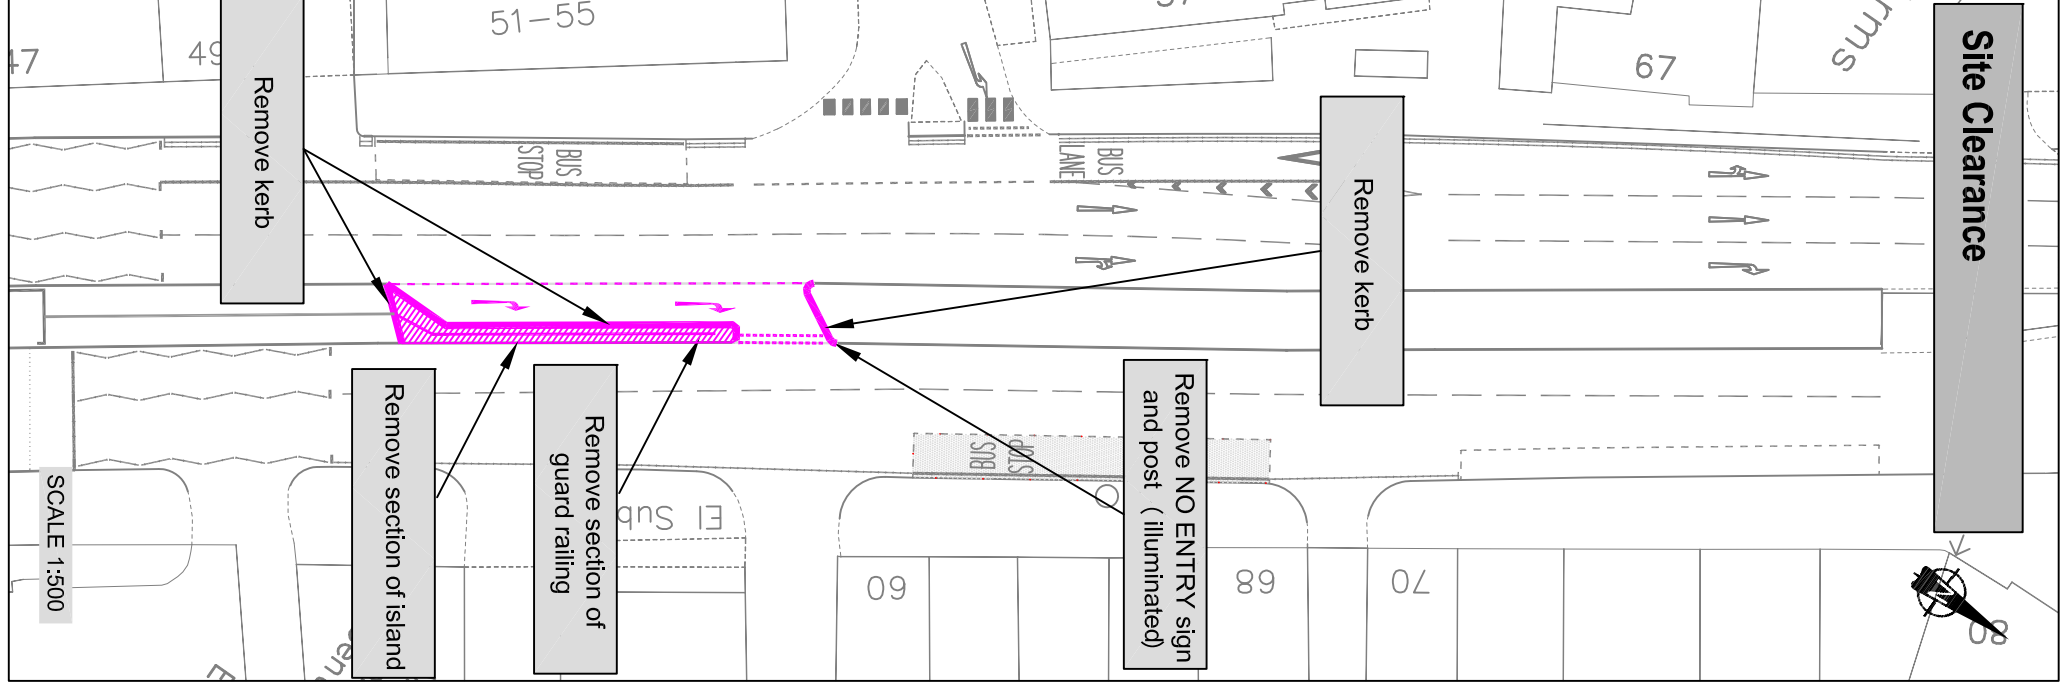 Site Clearance
Remove kerb
Remove kerb
Remove NO ENTRY sign
and post ( illuminated)
Remove section of
guard railing
Remove section of island
SCALE 1:500
47
49
51-55
67
rms
BUS
STOP
BUS
LANE
BUS
STOP
El Sub
60
68
70
80
N